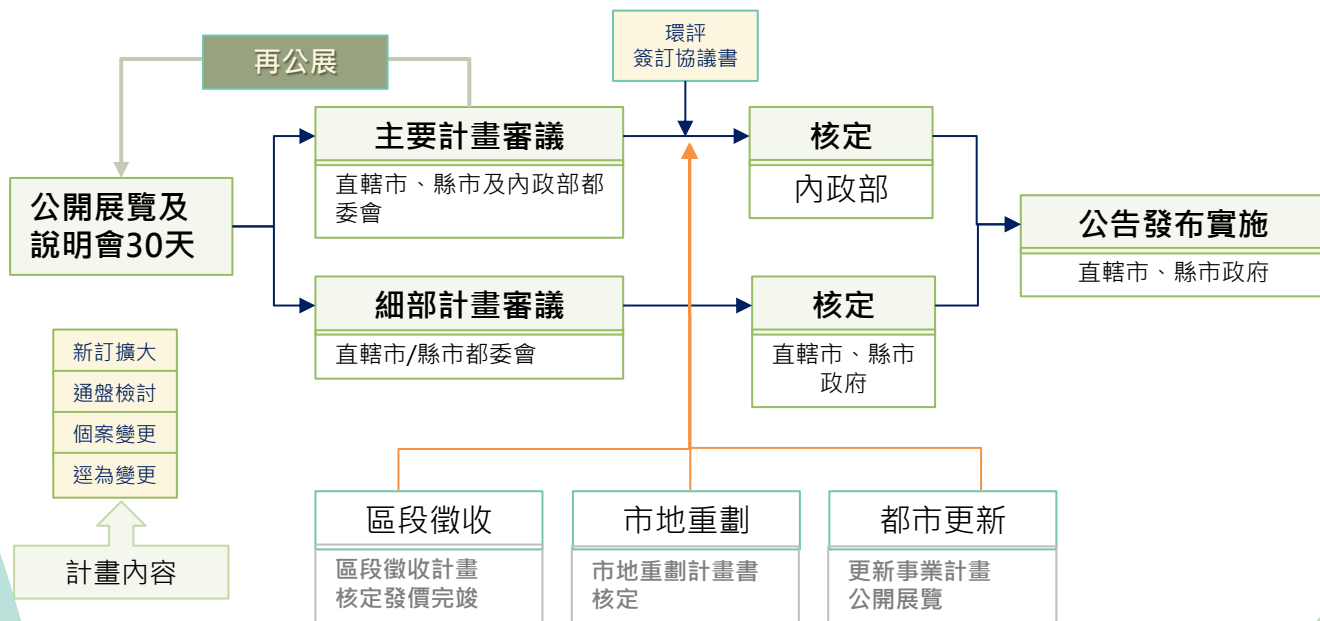 再公展
環評
簽訂協議書
公開展覽及
說明會30天
主要計畫審議
直轄市、縣市及內政部都
委會
核定
內政部
公告發布實施
直轄市、縣市政府
細部計畫審議
直轄市/縣市都委會
核定
直轄市、縣市
政府
新訂擴大
通盤檢討
個案變更
逕為變更
計畫內容
區段徵收
區段徵收計畫
核定發價完竣
市地重劃
市地重劃計畫書
核定
都市更新
更新事業計畫
公開展覽